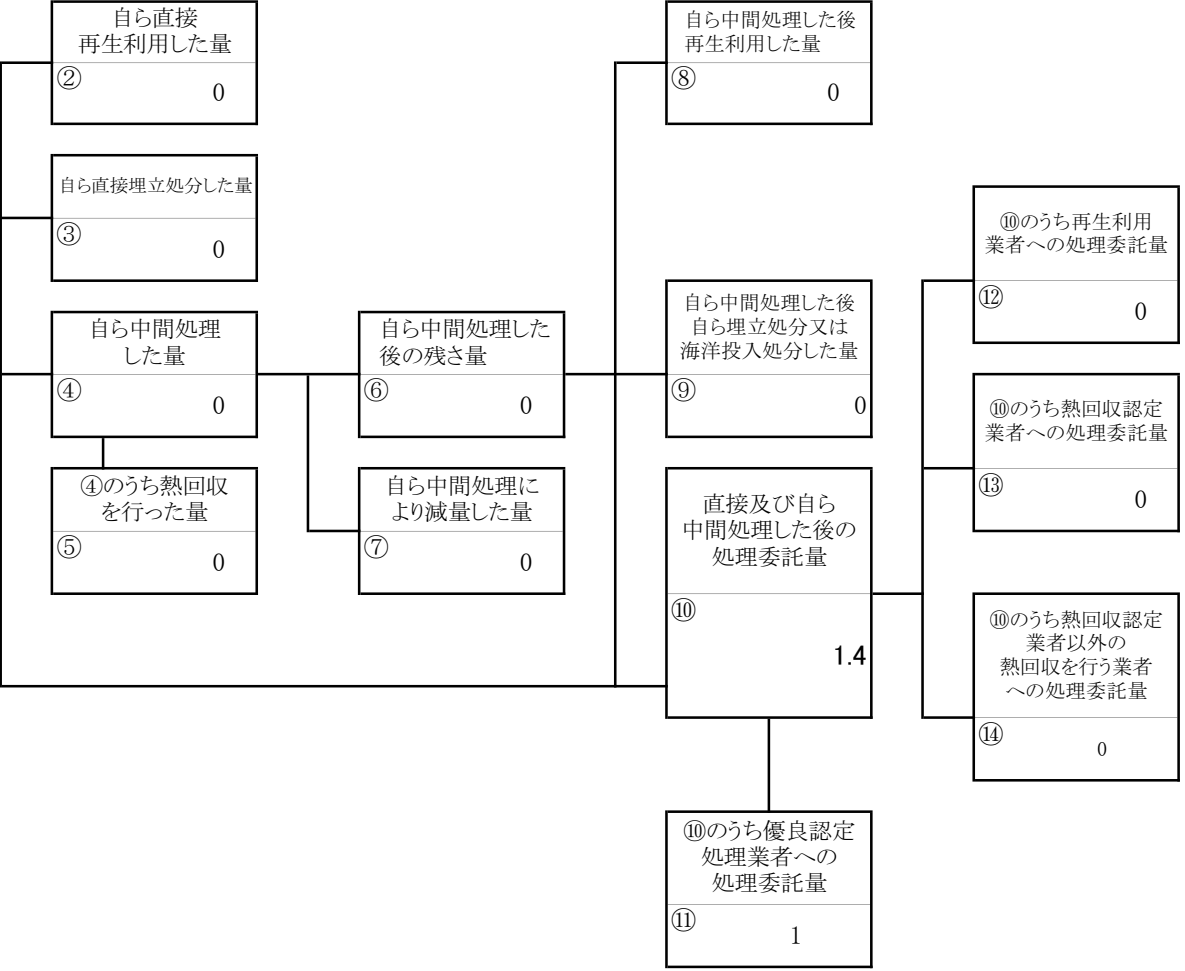 自ら直接
再生利用した量
②
0
自ら直接埋立処分した量
③
0
自ら中間処理
した量
④
0
④のうち熱回収
を行った量
⑤
0
自ら中間処理した
後の残さ量
⑥
0
自ら中間処理に
より減量した量
⑦
0
自ら中間処理した後
再生利用した量
⑧
0
自ら中間処理した後
自ら埋立処分又は
海洋投入処分した量
⑨
0
直接及び自ら
中間処理した後の
処理委託量
⑩
1.4
⑩のうち優良認定
処理業者への
処理委託量
⑪
1
⑩のうち再生利用
業者への処理委託量
⑫
0
⑩のうち熱回収認定
業者への処理委託量
⑬
0
⑩のうち熱回収認定
業者以外の
熱回収を行う業者
への処理委託量
⑭
0